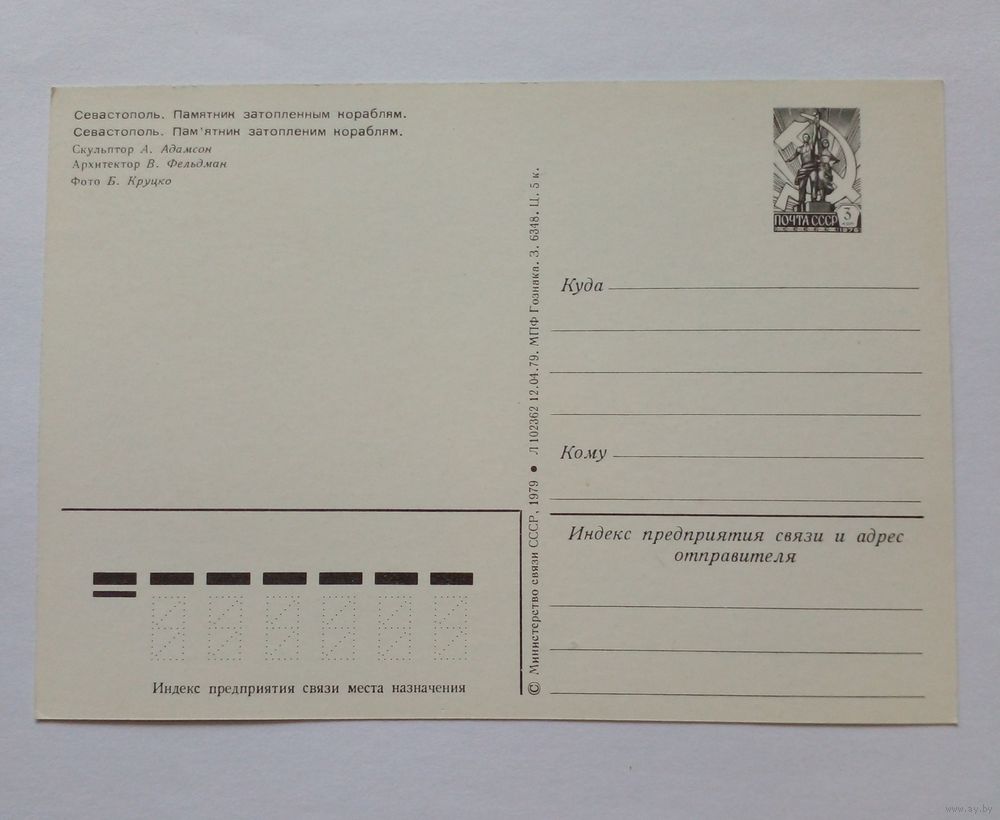 Севастополь. Памятник затопленным кораблям.
Севастополь. Пам'ятник затопленим кораблям.
Скульптор А. Адамсон
Архитектор В. Фельдман
Фото Б. Круцко
ПОЧТА СССР 3
1976
Куда
Кому
Индекс предприятия связи и адрес
отправителя
© Министерство связи СССР, 1979 ● Л 102362 12.04.79. МПФ Гознака. З. 6348. Ц. 5 к.
Индекс предприятия связи места назначения
www.ay.by